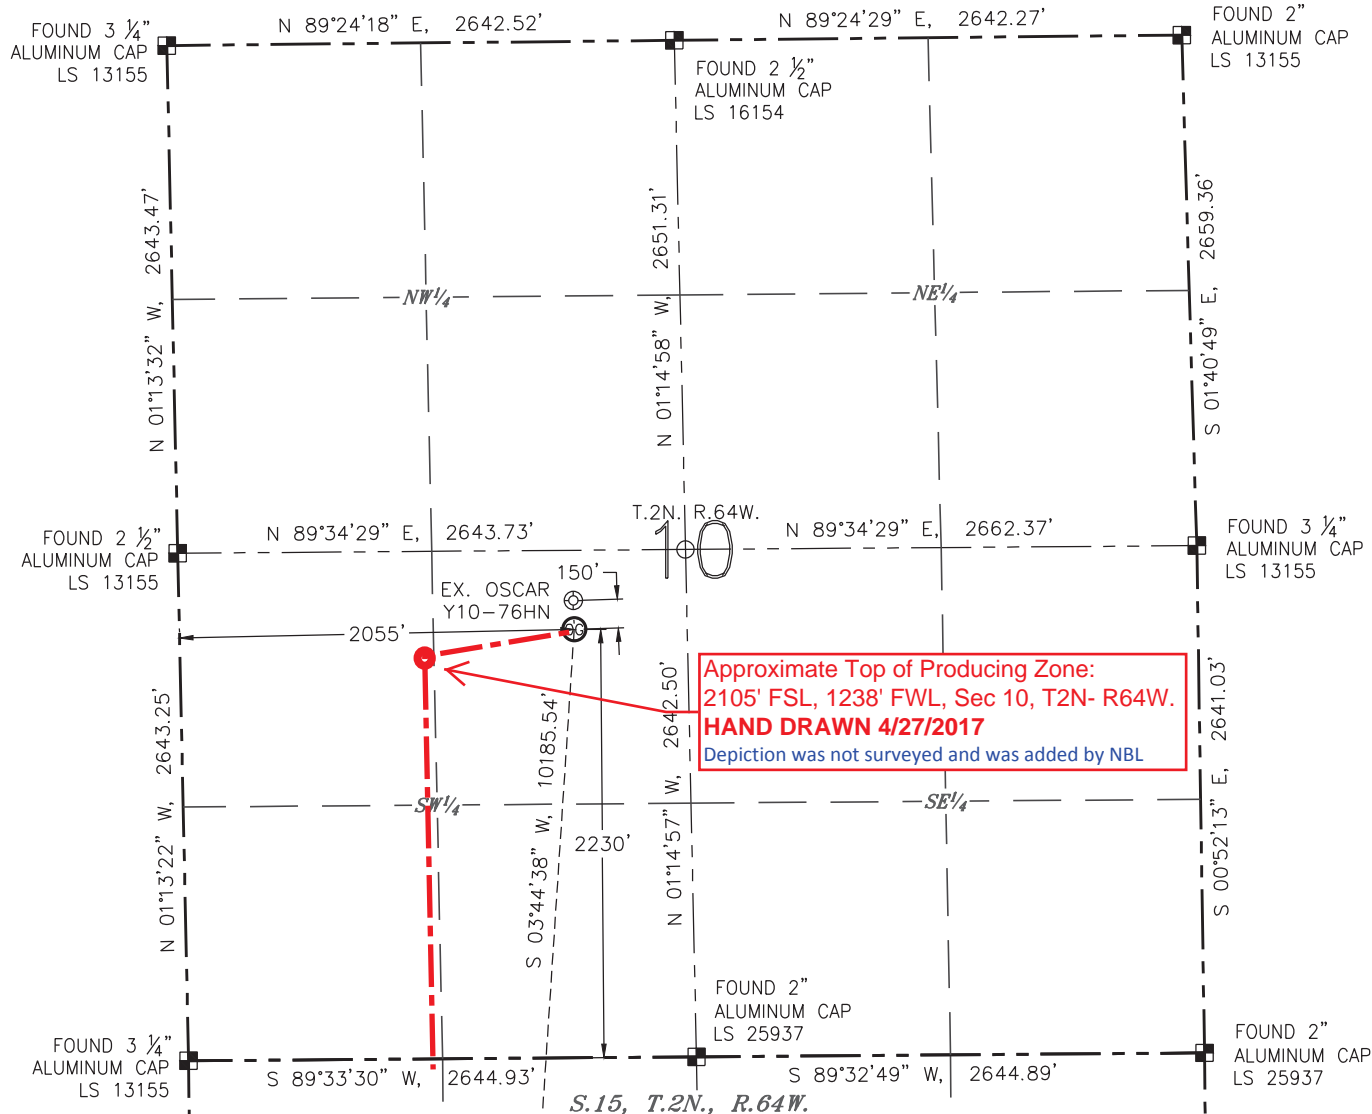 N 89°24'18" E, 2642.52'
N 89°24'29" E, 2642.27'
FOUND 3 ¼"
ALUMINUM CAP
LS 13155
FOUND 2 ½"
ALUMINUM CAP
LS 16154
FOUND 2"
ALUMINUM CAP
LS 13155
N 01°13'32" W, 2643.47'
N 01°14'58" W, 2651.31'
S 01°40'49" E, 2659.36'
NW¼
NE¼
FOUND 2 ½"
ALUMINUM CAP
LS 13155
N 89°34'29" E, 2643.73'
T.2N. R.64W.
10
N 89°34'29" E, 2662.37'
FOUND 3 ¼"
ALUMINUM CAP
LS 13155
EX. OSCAR
Y10-76HN
150'
2055'
Approximate Top of Producing Zone:
2105' FSL, 1238' FWL, Sec 10, T2N- R64W.
HAND DRAWN 4/27/2017
Depiction was not surveyed and was added by NBL
N 01°13'22" W, 2643.25'
S 03°44'38" W, 10185.54'
2230'
N 01°14'57" W, 2642.50'
S 00°52'13" E, 2641.03'
SW¼
SE¼
FOUND 3 ¼"
ALUMINUM CAP
LS 13155
FOUND 2"
ALUMINUM CAP
LS 25937
FOUND 2"
ALUMINUM CAP
LS 25937
S 89°33'30" W, 2644.93'
S 89°32'49" W, 2644.89'
S.15, T.2N., R.64W.